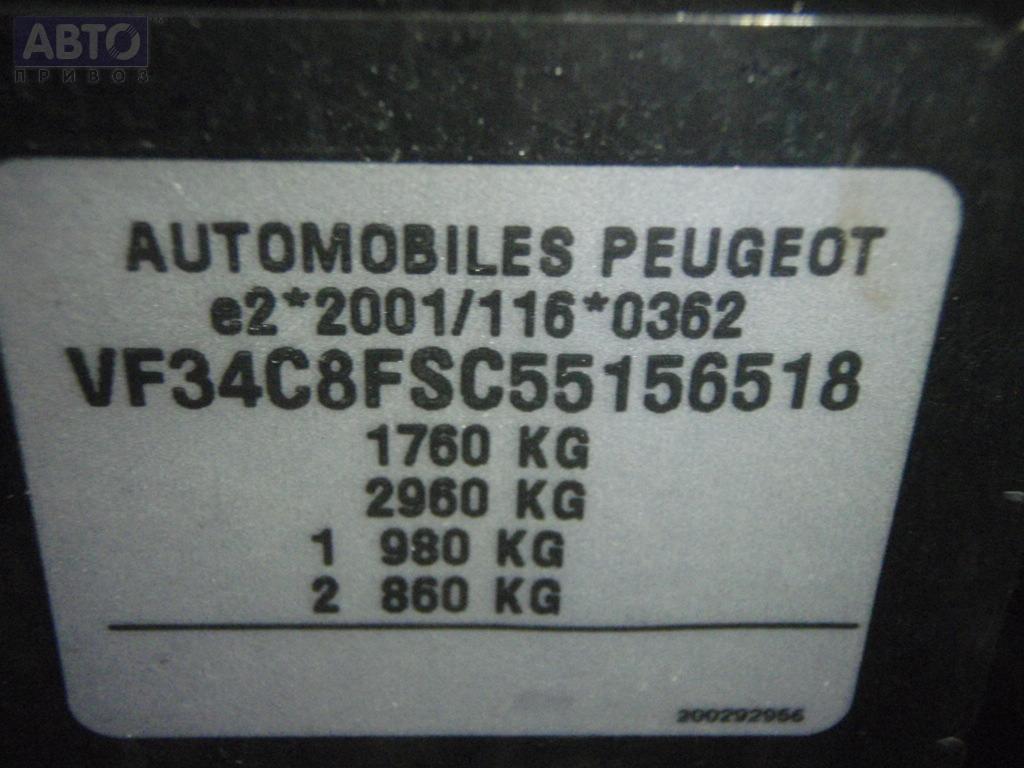 АВТО
ПРИВОЗ
AUTOMOBILES PEUGEOT
e2*2001/116*0362
VF34C8FSC55156518
1760 KG
2960 KG
1 980 KG
2 860 KG
200292956